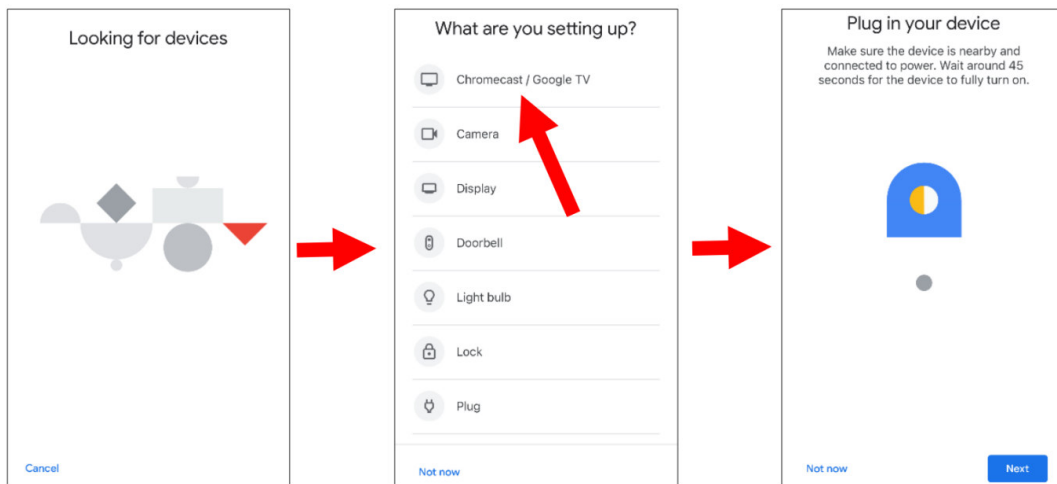 Looking for devices
Cancel
What are you setting up?
Chromecast / Google TV
Camera
Display
Doorbell
Light bulb
Lock
Plug
Not now
Plug in your device
Make sure the device is nearby and
connected to power. Wait around 45
seconds for the device to fully turn on.
Not now
Next